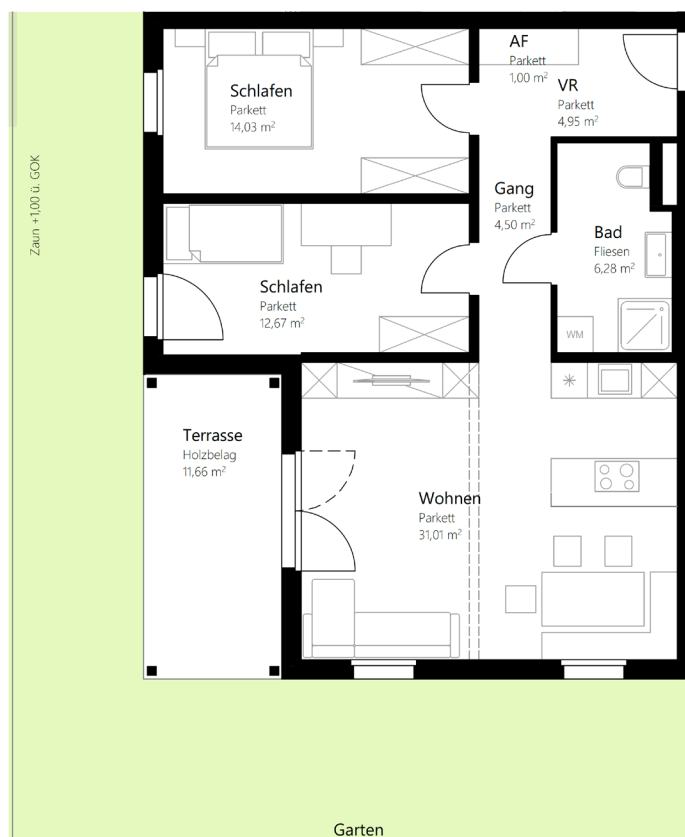 AF
Parkett
1,00 m²
VR
Parkett
4,95 m²
Schlafen
Parkett
14,03 m²
Zaun +1,00 ü. GOK
Gang
Parkett
4,50 m²
Bad
Fliesen
6,28 m²
Schlafen
Parkett
12,67 m²
WM
Terrasse
Holzbelag
11,66 m²
Wohnen
Parkett
31,01 m²
Garten